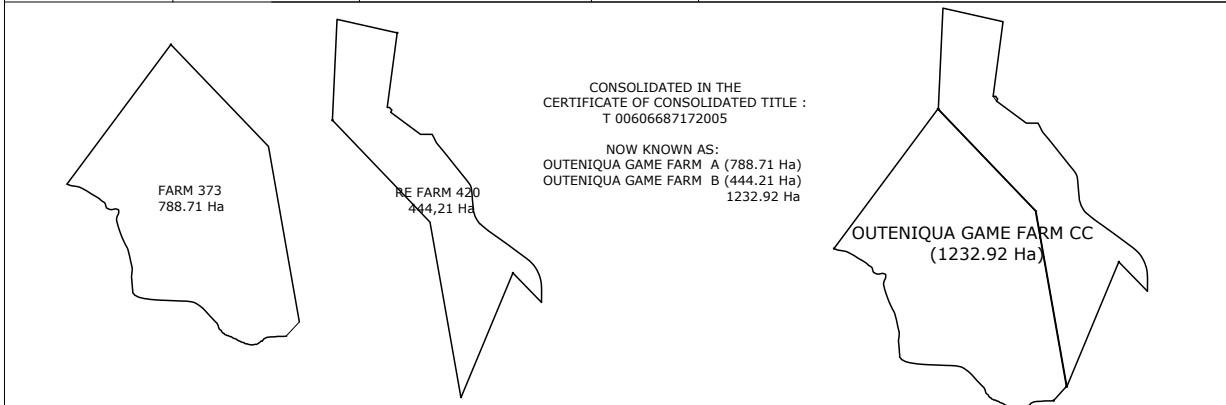 FARM 373
788.71 Ha
RE FARM 420
444,21 Ha
CONSOLIDATED IN THE
CERTIFICATE OF CONSOLIDATED TITLE :
T 00606687172005
NOW KNOWN AS:
OUTENIQUA GAME FARM A (788.71 Ha)
OUTENIQUA GAME FARM B (444.21 Ha)
1232.92 Ha
OUTENIQUA GAME FARM CC
(1232.92 Ha)